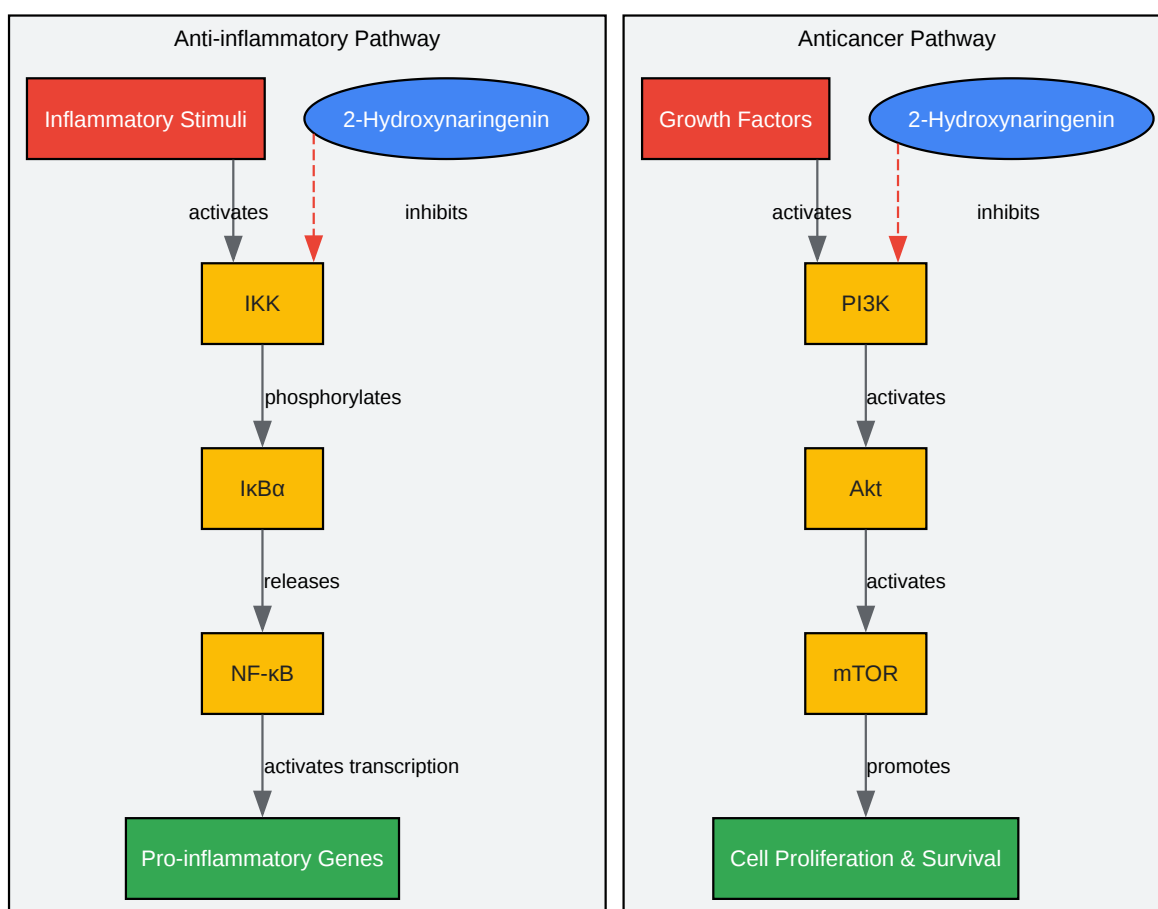 Anti-inflammatory Pathway
Inflammatory Stimuli
2-Hydroxynaringenin
activates
inhibits
IKK
phosphorylates
IκBα
releases
NF-κB
activates transcription
Pro-inflammatory Genes
Anticancer Pathway
Growth Factors
2-Hydroxynaringenin
activates
inhibits
PI3K
activates
Akt
activates
mTOR
promotes
Cell Proliferation & Survival